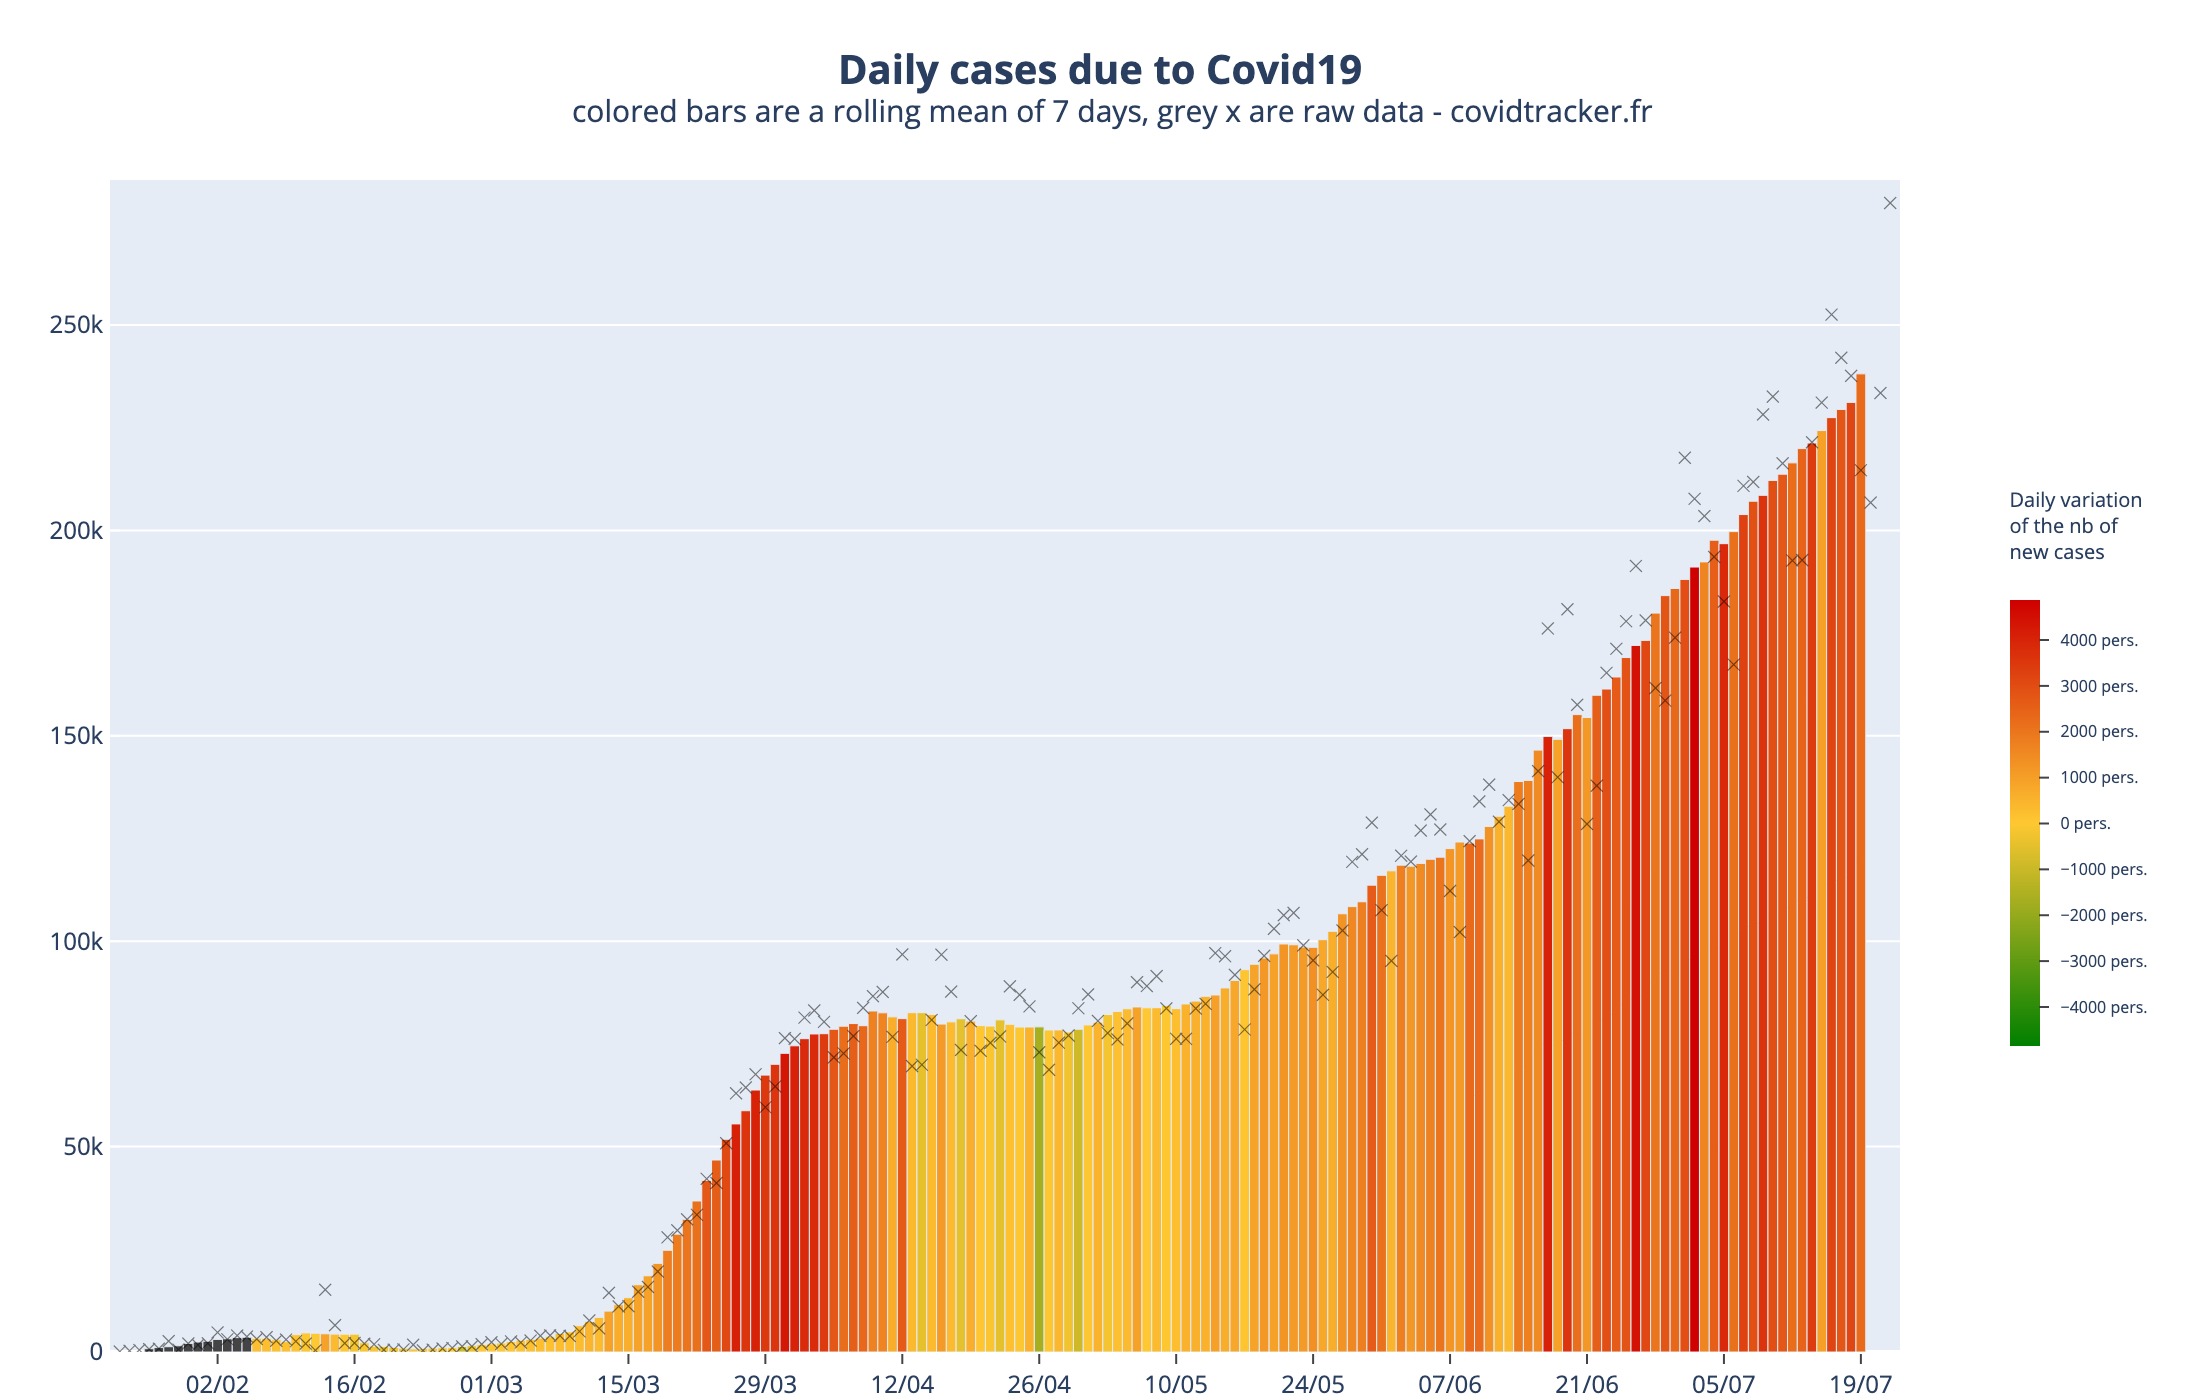 Daily cases due to Covid19
colored bars are a rolling mean of 7 days, grey x are raw data - covidtracker.fr
250k
200k
150k
100k
50k
0
02/02 16/02 01/03 15/03 29/03 12/04 26/04 10/05 24/05 07/06 21/06 05/07 19/07
Daily variation
of the nb of
new cases
4000 pers.
3000 pers.
2000 pers.
1000 pers.
0 pers.
−1000 pers.
−2000 pers.
−3000 pers.
−4000 pers.